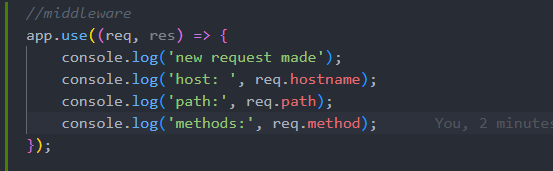 //middleware
app.use((req, res) => {
    console.log('new request made');
    console.log('host: ', req.hostname);
    console.log('path:', req.path);
    console.log('methods:', req.method);    You, 2 minutes
});